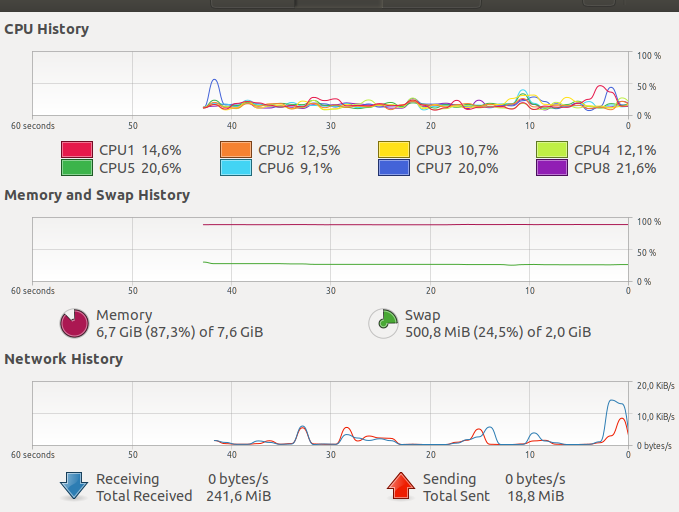 CPU History
100 %
50 %
0 %
60 seconds 50 40 30 20 10 0
CPU1 14,6% CPU2 12,5% CPU3 10,7% CPU4 12,1%
CPU5 20,6% CPU6 9,1% CPU7 20,0% CPU8 21,6%
Memory and Swap History
100 %
50 %
0 %
60 seconds 50 40 30 20 10 0
Memory Swap
6,7 GiB (87,3%) of 7,6 GiB 500,8 MiB (24,5%) of 2,0 GiB
Network History
20,0 KiB/s
10,0 KiB/s
0 bytes/s
60 seconds 50 40 30 20 10 0
Receiving 0 bytes/s Sending 0 bytes/s
Total Received 241,6 MiB Total Sent 18,8 MiB